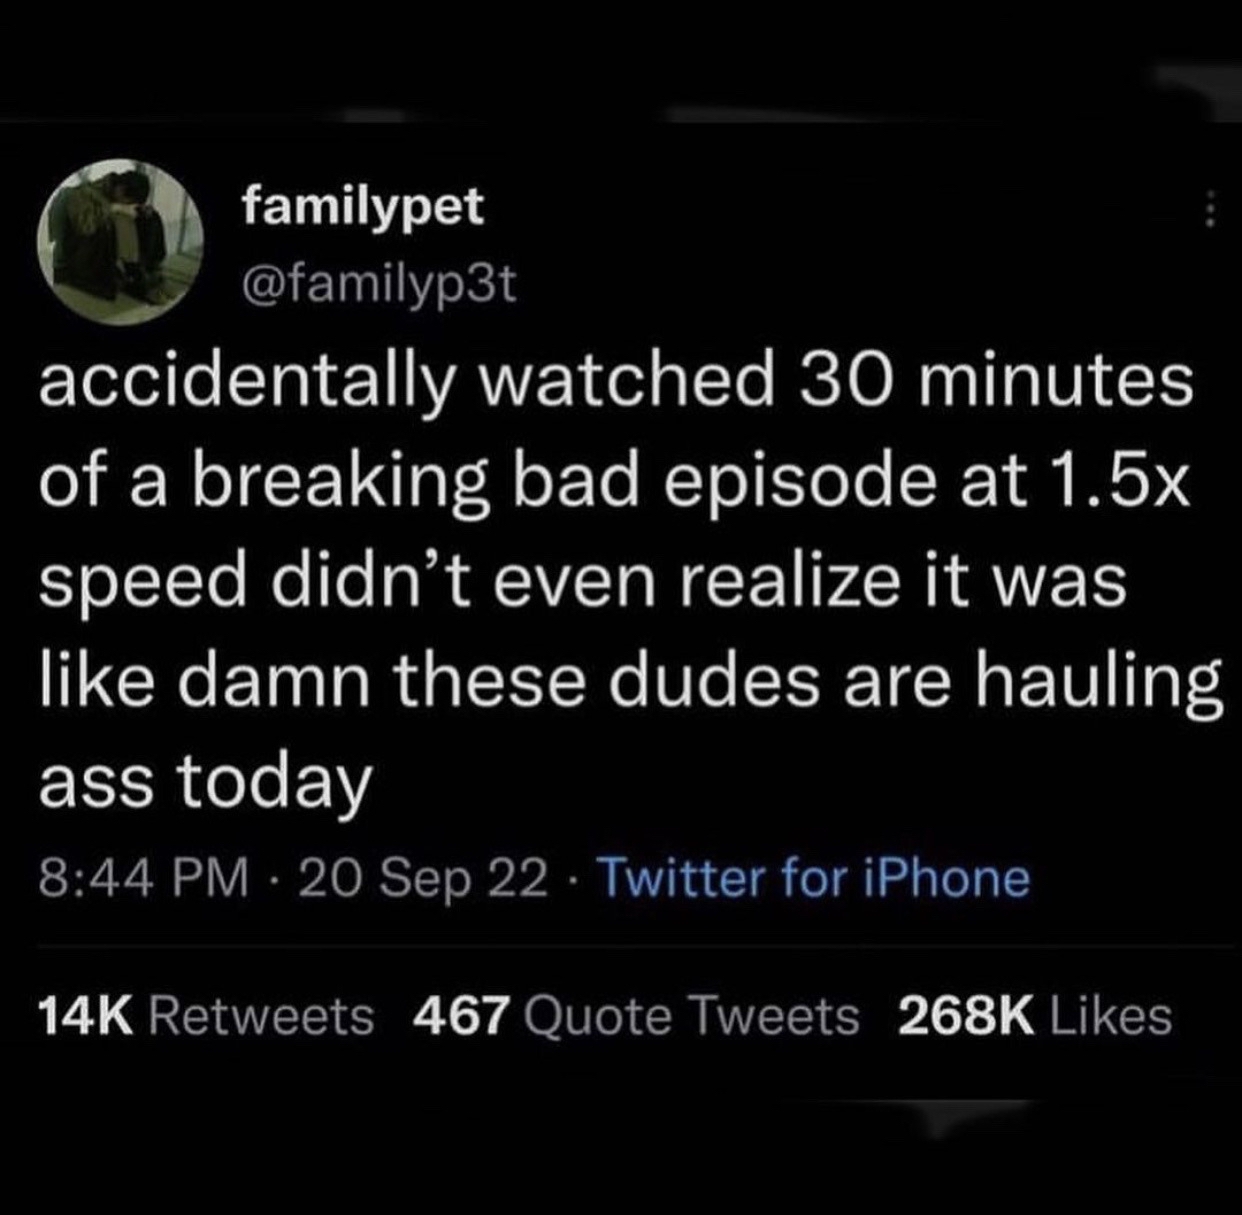 familypet
@familyp3t
accidentally watched 30 minutes
of a breaking bad episode at 1.5x
speed didn’t even realize it was
like damn these dudes are hauling
ass today
8:44 PM · 20 Sep 22 · Twitter for iPhone
14K Retweets 467 Quote Tweets 268K Likes